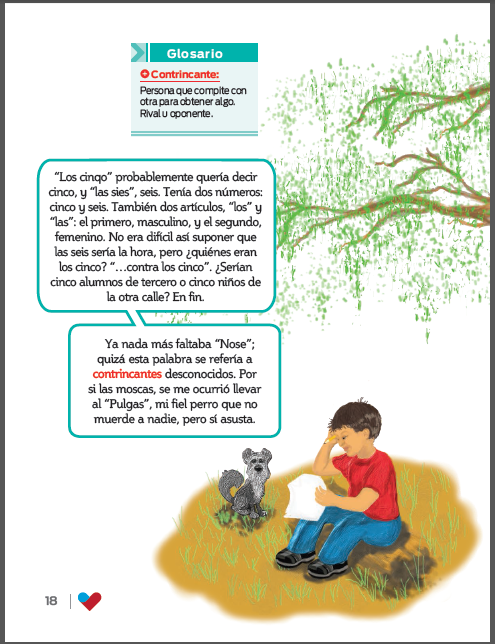 Glosario
Contrincante:
Persona que compite con
otra para obtener algo.
Rival u oponente.
“Los cinqo” probablemente quería decir
cinco, y “las sies”, seis. Tenía dos números:
cinco y seis. También dos artículos, “los” y
“las”: el primero, masculino, y el segundo,
femenino. No era difícil así suponer que
las seis sería la hora, pero ¿quiénes eran
los cinco? “…contra los cinco”. ¿Serían
cinco alumnos de tercero o cinco niños de
la otra calle? En fin.
Ya nada más faltaba “Nose”;
quizá esta palabra se refería a
contrincantes desconocidos. Por
si las moscas, se me ocurrió llevar
al “Pulgas”, mi fiel perro que no
muerde a nadie, pero sí asusta.
18